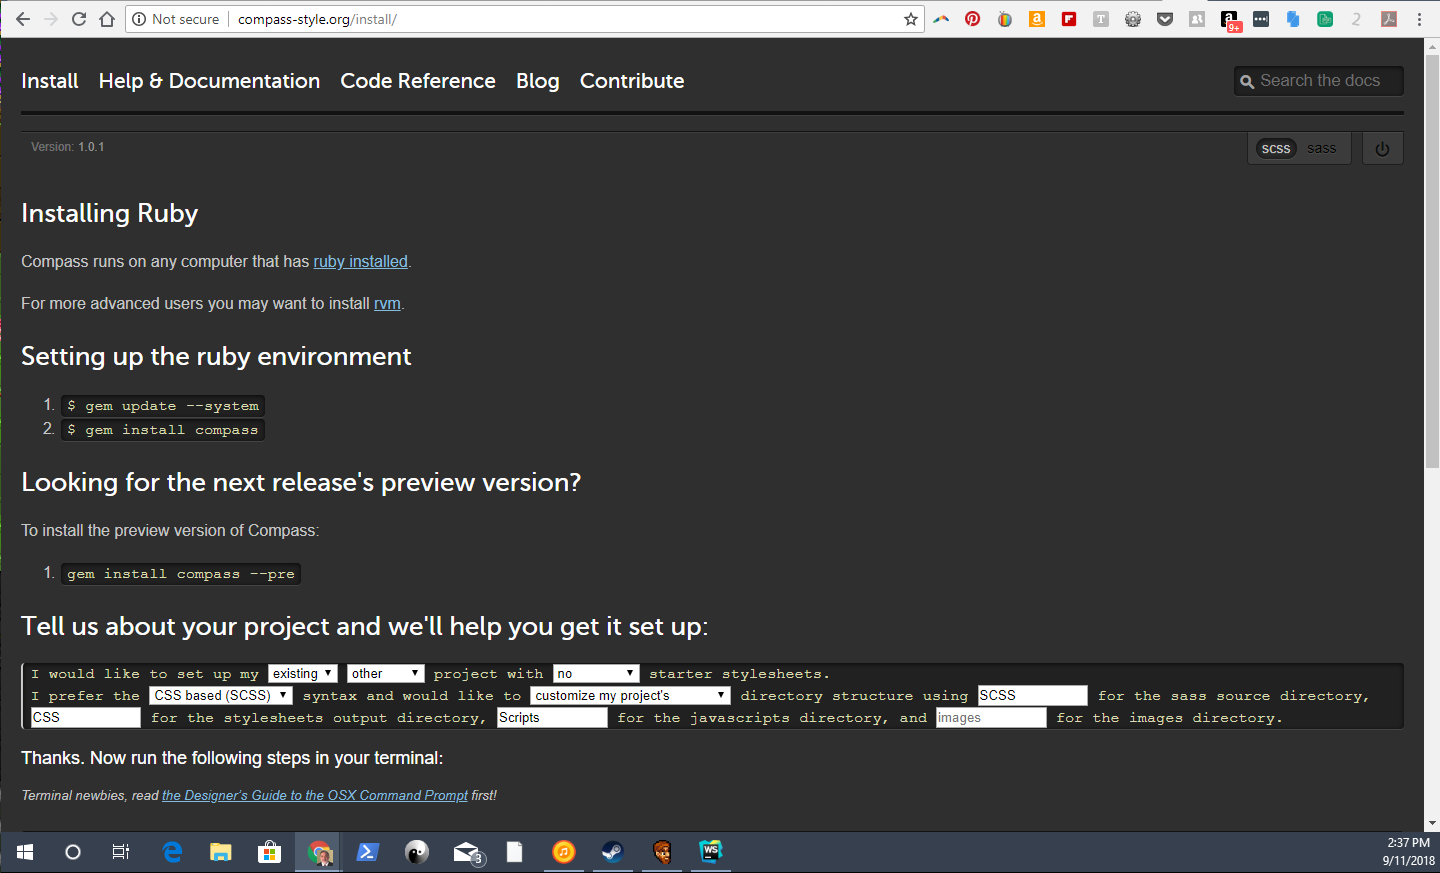 Not secure compass-style.org/install/
T
9+
2
Install Help & Documentation Code Reference Blog Contribute Search the docs
Version: 1.0.1 scss sass
Installing Ruby
Compass runs on any computer that has ruby installed.
For more advanced users you may want to install rvm.
Setting up the ruby environment
1. $ gem update --system
2. $ gem install compass
Looking for the next release's preview version?
To install the preview version of Compass:
1. gem install compass --pre
Tell us about your project and we'll help you get it set up:
I would like to set up my existing other project with no starter stylesheets.
I prefer the CSS based (SCSS) syntax and would like to customize my project's directory structure using SCSS for the sass source directory,
CSS for the stylesheets output directory, Scripts for the javascripts directory, and images for the images directory.
Thanks. Now run the following steps in your terminal:
Terminal newbies, read the Designer's Guide to the OSX Command Prompt first!
3
WS
2:37 PM
9/11/2018